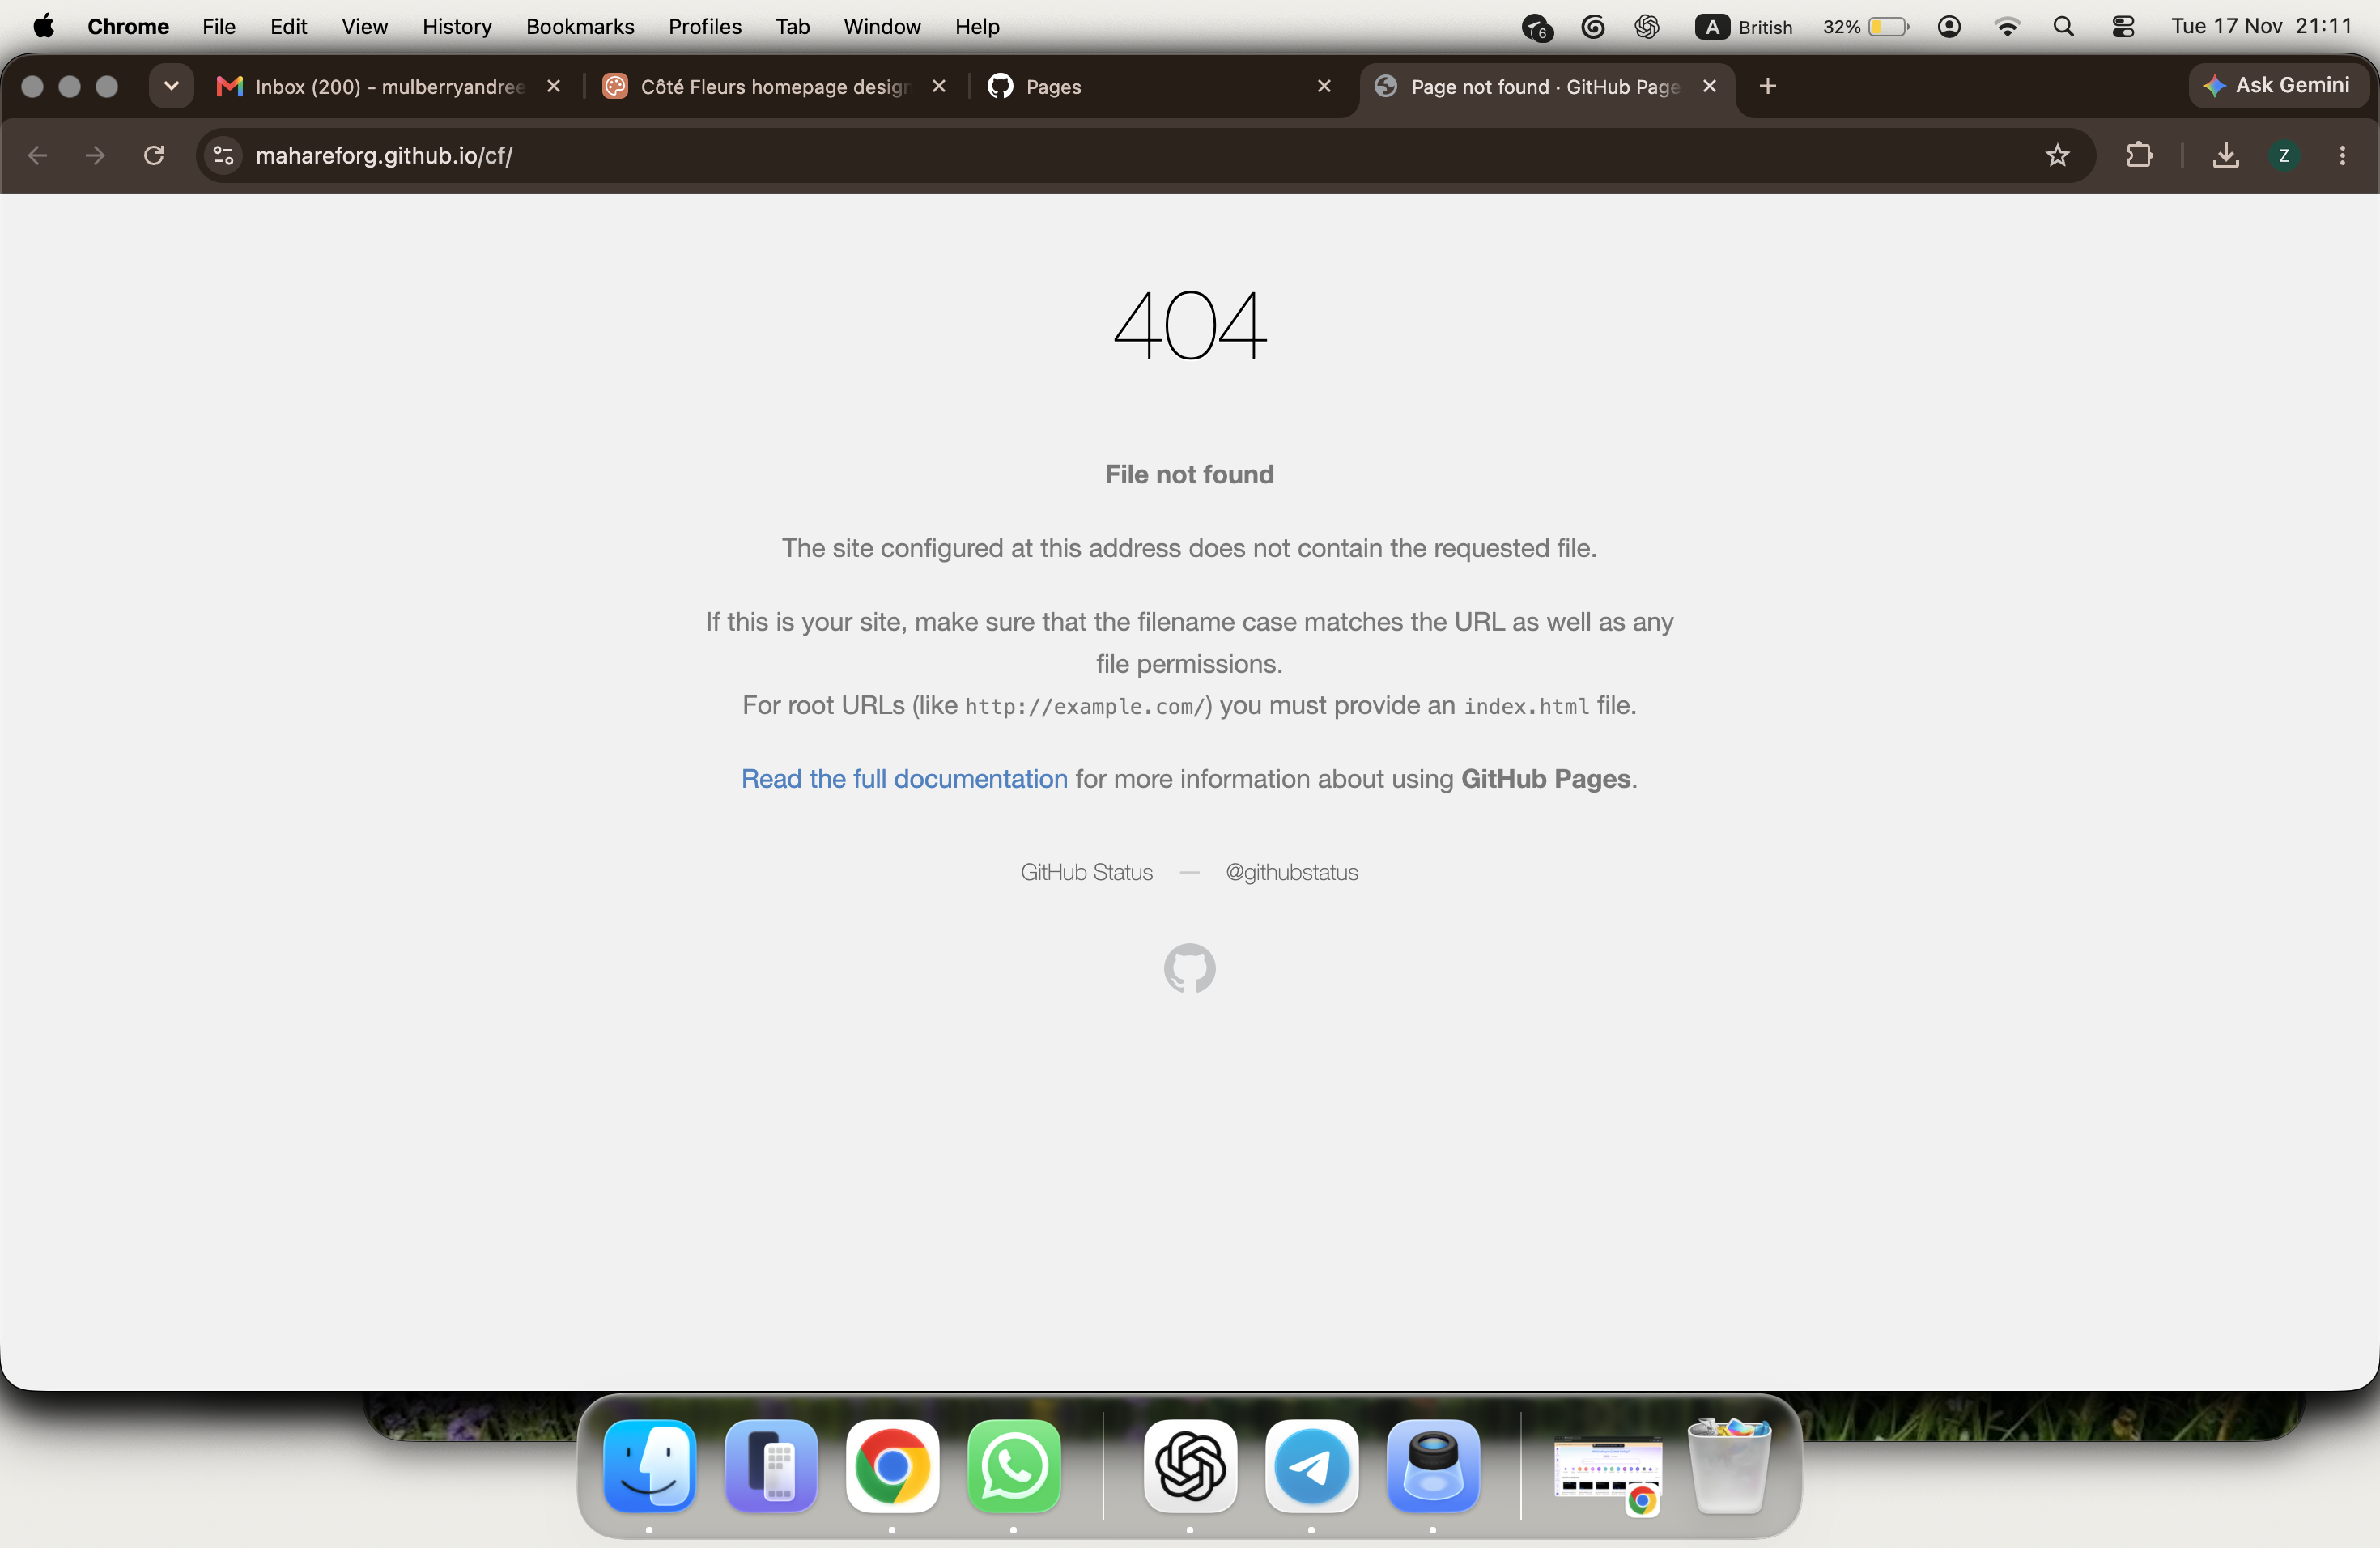 Chrome File Edit View History Bookmarks Profiles Tab Window Help 6 A British 32% Tue 17 Nov 21:11
Inbox (200) - mulberryandree Côté Fleurs homepage design Pages Page not found · GitHub Page Ask Gemini
mahareforg.github.io/cf/ Z
404
File not found
The site configured at this address does not contain the requested file.
If this is your site, make sure that the filename case matches the URL as well as any
file permissions.
For root URLs (like http://example.com/) you must provide an index.html file.
Read the full documentation for more information about using GitHub Pages.
GitHub Status — @githubstatus